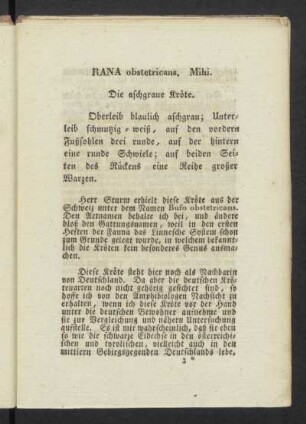 RANA obstetricans, Mihi.
Die aschgraue Kröte.
Oberleib blaulich aschgrau; Unter-
leib schmutzig-weiß, auf den vordern
Fußsohlen drei runde, auf der hintern
eine runde Schwiele; auf beiden Sei-
ten des Rückens eine Reihe großer
Warzen.
Herr Sturm erhielt diese Kröte aus der
Schweiz unter dem Namen Bufo obstetricans.
Den Artnamen behalte ich bei, und ändere
blos den Gattungsnamen, weil in den ersten
Heften der Fauna das Linneische System schon
zum Grunde gelegt wurde, in welchem bekannt-
lich die Kröten kein besonderes Genus ausma-
chen.
Diese Kröte steht hier noch als Nachbarin
von Deutschland. Da aber die deutschen Krö-
tenarten noch nicht gehörig gesichtet sind, so
hoffe ich von den Amphibiologen Nachsicht zu
erhalten, wenn ich diese Kröte vor der Hand
unter die deutschen Bewohner aufnehme und
sie zur Vergleichung und nähern Untersuchung
aufstelle. Es ist mir wahrscheinlich, daß sie eben
so wie die schwarze Eidechse in den österreichi-
schen und tyrolischen, vielleicht auch in den
mittlern Gebirgsgegenden Deutschlands lebe,